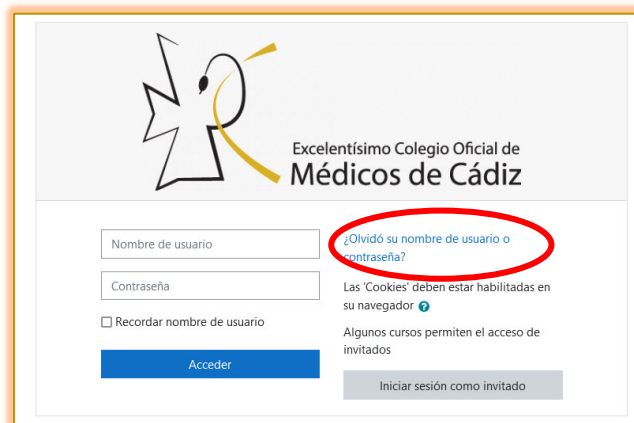 Excelentísimo Colegio Oficial de
Médicos de Cádiz
Nombre de usuario
Contraseña
Recordar nombre de usuario
Acceder
¿Olvidó su nombre de usuario o
contraseña?
Las 'Cookies' deben estar habilitadas en
su navegador
Algunos cursos permiten el acceso de
invitados
Iniciar sesión como invitado